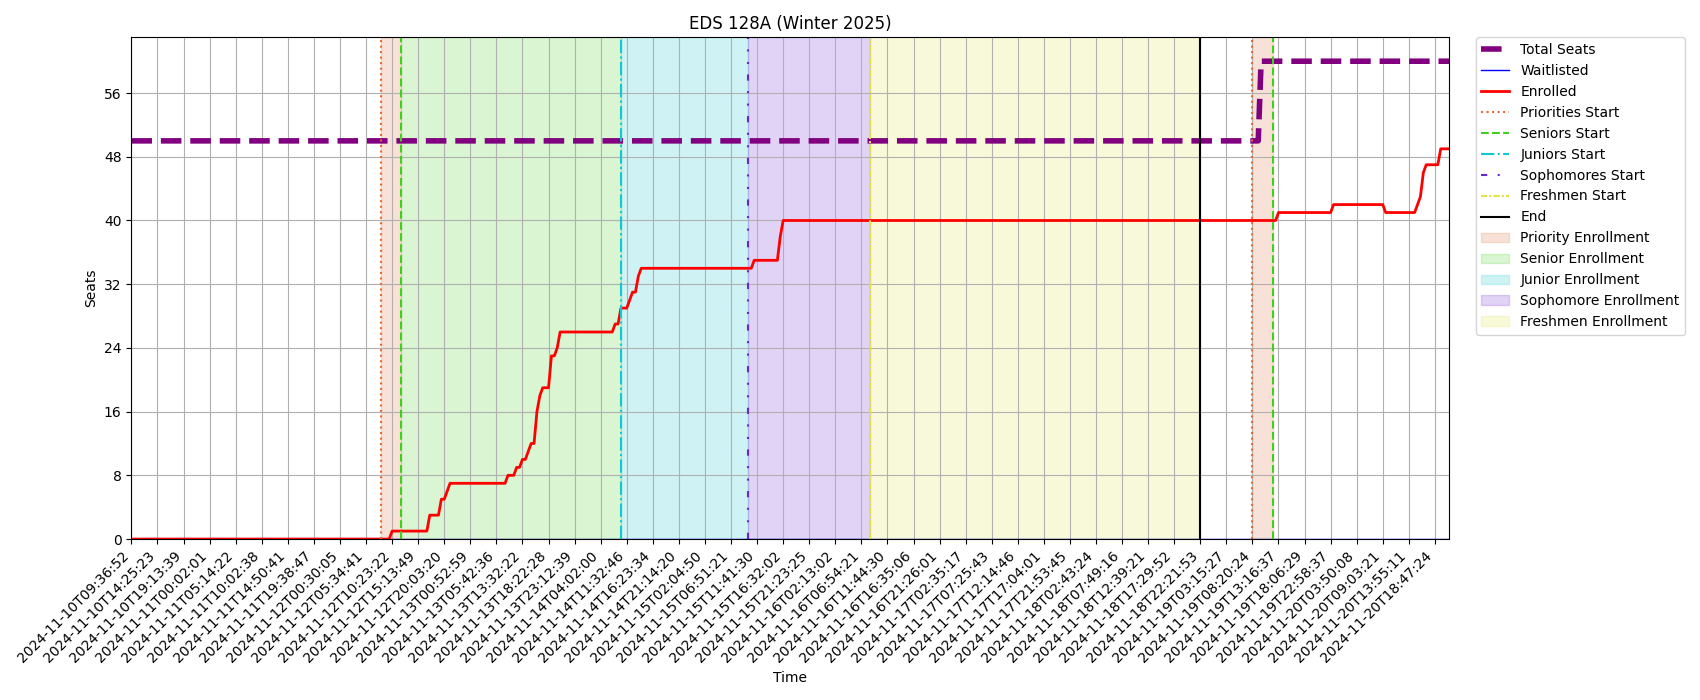 EDS 128A (Winter 2025)
Seats
56
48
40
32
24
16
8
0
2024-11-10T09:36:52
2024-11-10T14:25:23
2024-11-10T19:13:39
2024-11-11T00:02:01
2024-11-11T05:14:22
2024-11-11T10:02:38
2024-11-11T14:50:41
2024-11-11T19:38:47
2024-11-12T00:30:05
2024-11-12T05:34:41
2024-11-12T10:23:22
2024-11-12T15:13:49
2024-11-12T20:03:20
2024-11-13T00:52:59
2024-11-13T05:42:36
2024-11-13T13:32:22
2024-11-13T18:22:28
2024-11-13T23:12:39
2024-11-14T04:02:00
2024-11-14T11:32:46
2024-11-14T16:23:34
2024-11-14T21:14:20
2024-11-15T02:04:50
2024-11-15T06:51:21
2024-11-15T11:41:30
2024-11-15T16:32:02
2024-11-15T21:23:25
2024-11-16T02:13:02
2024-11-16T06:54:21
2024-11-16T11:44:30
2024-11-16T16:35:06
2024-11-16T21:26:01
2024-11-17T02:35:17
2024-11-17T07:25:43
2024-11-17T12:14:46
2024-11-17T17:04:01
2024-11-17T21:53:45
2024-11-18T02:43:24
2024-11-18T07:49:16
2024-11-18T12:39:21
2024-11-18T17:29:52
2024-11-18T22:21:53
2024-11-19T03:15:27
2024-11-19T08:20:24
2024-11-19T13:16:37
2024-11-19T18:06:29
2024-11-19T22:58:37
2024-11-20T03:50:08
2024-11-20T09:03:21
2024-11-20T13:55:11
2024-11-20T18:47:24
Time
Total Seats
Waitlisted
Enrolled
Priorities Start
Seniors Start
Juniors Start
Sophomores Start
Freshmen Start
End
Priority Enrollment
Senior Enrollment
Junior Enrollment
Sophomore Enrollment
Freshmen Enrollment